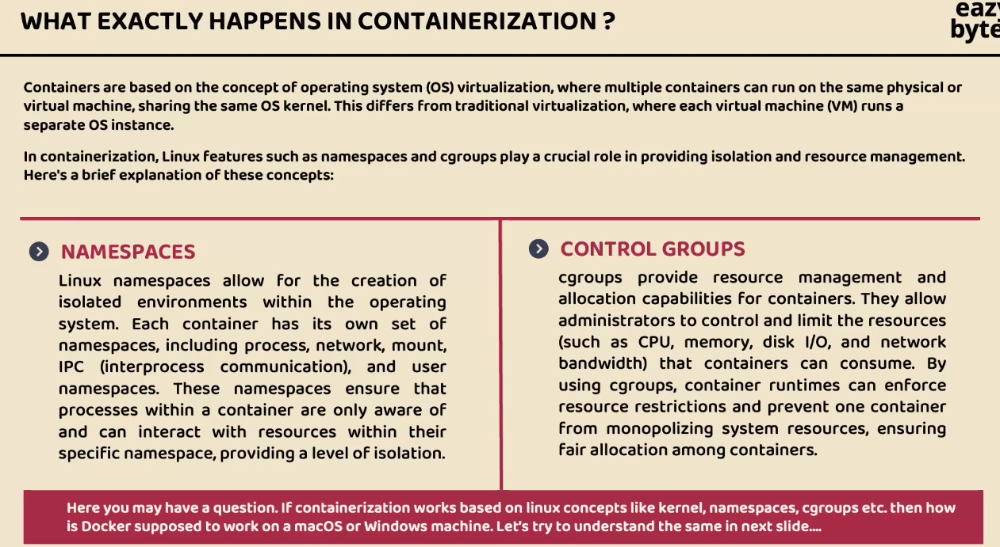 WHAT EXACTLY HAPPENS IN CONTAINERIZATION ?
eazy
byte
Containers are based on the concept of operating system (OS) virtualization, where multiple containers can run on the same physical or
virtual machine, sharing the same OS kernel. This differs from traditional virtualization, where each virtual machine (VM) runs a
separate OS instance.
In containerization, Linux features such as namespaces and cgroups play a crucial role in providing isolation and resource management.
Here's a brief explanation of these concepts:
NAMESPACES
Linux namespaces allow for the creation of
isolated environments within the operating
system. Each container has its own set of
namespaces, including process, network, mount,
IPC (interprocess communication), and user
namespaces. These namespaces ensure that
processes within a container are only aware of
and can interact with resources within their
specific namespace, providing a level of isolation.
CONTROL GROUPS
cgroups provide resource management and
allocation capabilities for containers. They allow
administrators to control and limit the resources
(such as CPU, memory, disk I/O, and network
bandwidth) that containers can consume. By
using cgroups, container runtimes can enforce
resource restrictions and prevent one container
from monopolizing system resources, ensuring
fair allocation among containers.
Here you may have a question. If containerization works based on linux concepts like kernel, namespaces, cgroups etc. then how
is Docker supposed to work on a macOS or Windows machine. Let's try to understand the same in next slide....